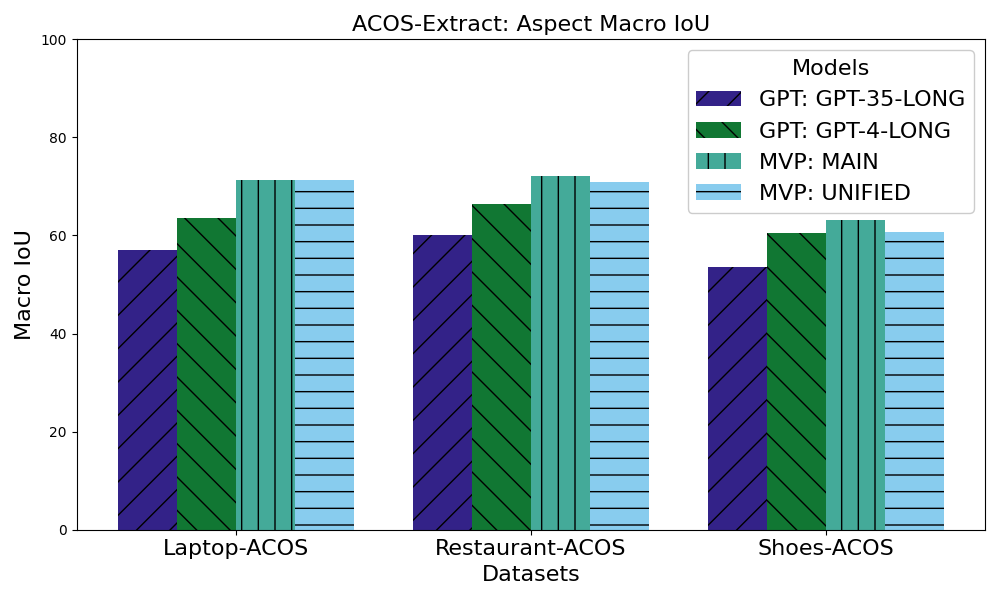 ACOS-Extract: Aspect Macro IoU
Models
GPT: GPT-35-LONG
GPT: GPT-4-LONG
MVP: MAIN
MVP: UNIFIED
Macro IoU
100
80
60
40
20
0
Laptop-ACOS
Restaurant-ACOS
Shoes-ACOS
Datasets